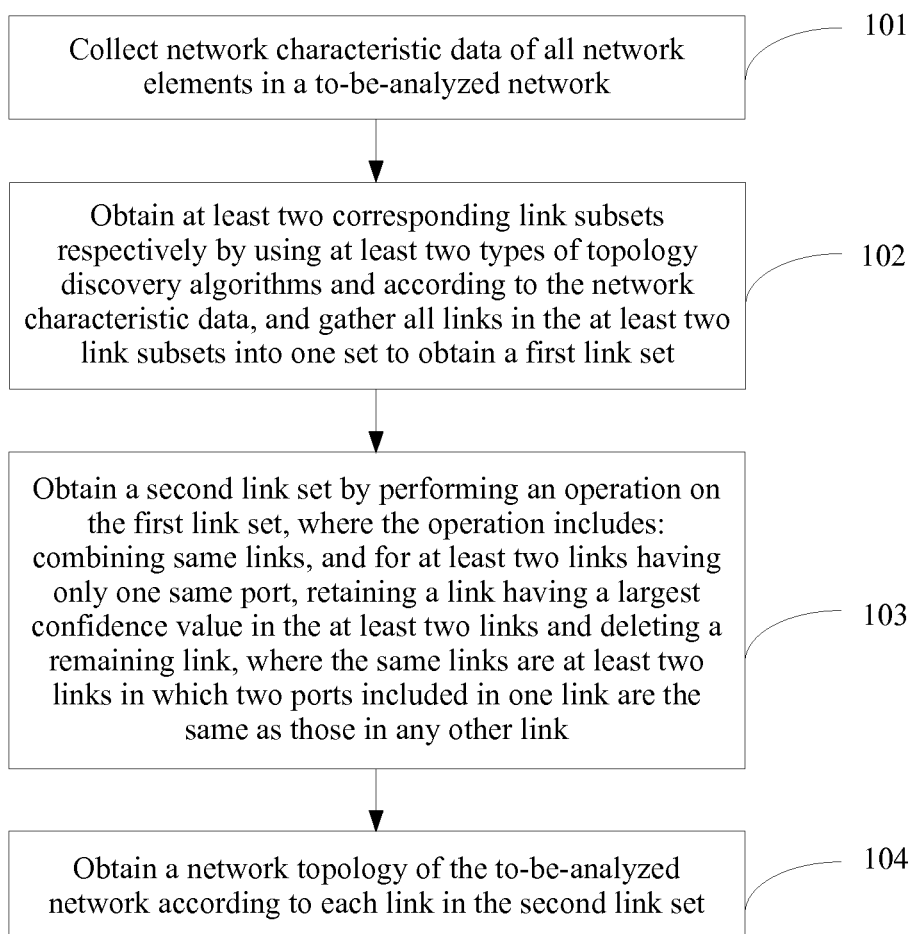 Collect network characteristic data of all network
elements in a to-be-analyzed network
101
Obtain at least two corresponding link subsets
respectively by using at least two types of topology
discovery algorithms and according to the network
characteristic data, and gather all links in the at least two
link subsets into one set to obtain a first link set
102
Obtain a second link set by performing an operation on
the first link set, where the operation includes:
combining same links, and for at least two links having
only one same port, retaining a link having a largest
confidence value in the at least two links and deleting a
remaining link, where the same links are at least two
links in which two ports included in one link are the
same as those in any other link
103
Obtain a network topology of the to-be-analyzed
network according to each link in the second link set
104